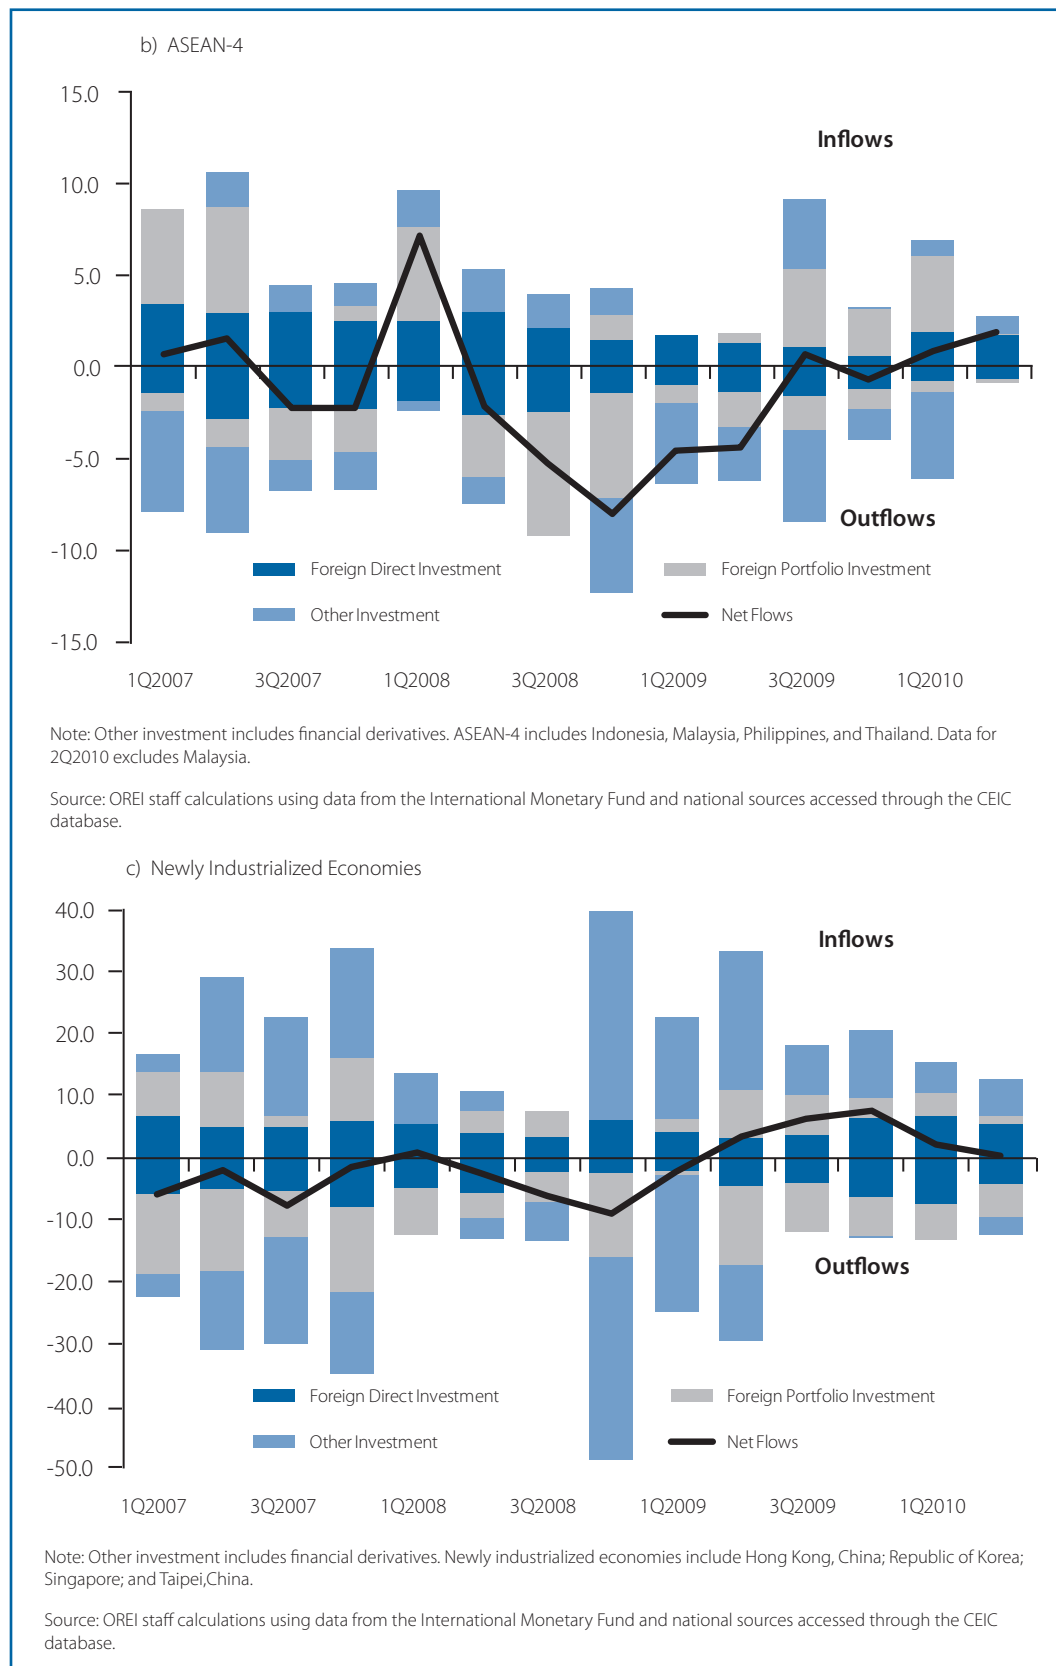 b) ASEAN-4
15.0
Inflows
10.0
5.0
0.0
-5.0
Outflows
-10.0
Foreign Direct Investment
Foreign Portfolio Investment
Other Investment
Net Flows
-15.0
1Q2007 3Q2007 1Q2008 3Q2008 1Q2009 3Q2009 1Q2010
Note: Other investment includes financial derivatives. ASEAN-4 includes Indonesia, Malaysia, Philippines, and Thailand. Data for
2Q2010 excludes Malaysia.
Source: OREI staff calculations using data from the International Monetary Fund and national sources accessed through the CEIC
database.
c) Newly Industrialized Economies
40.0
Inflows
30.0
20.0
10.0
0.0
-10.0
Outflows
-20.0
-30.0
Foreign Direct Investment
Foreign Portfolio Investment
-40.0
Other Investment
Net Flows
-50.0
1Q2007 3Q2007 1Q2008 3Q2008 1Q2009 3Q2009 1Q2010
Note: Other investment includes financial derivatives. Newly industrialized economies include Hong Kong, China; Republic of Korea;
Singapore; and Taipei,China.
Source: OREI staff calculations using data from the International Monetary Fund and national sources accessed through the CEIC
database.